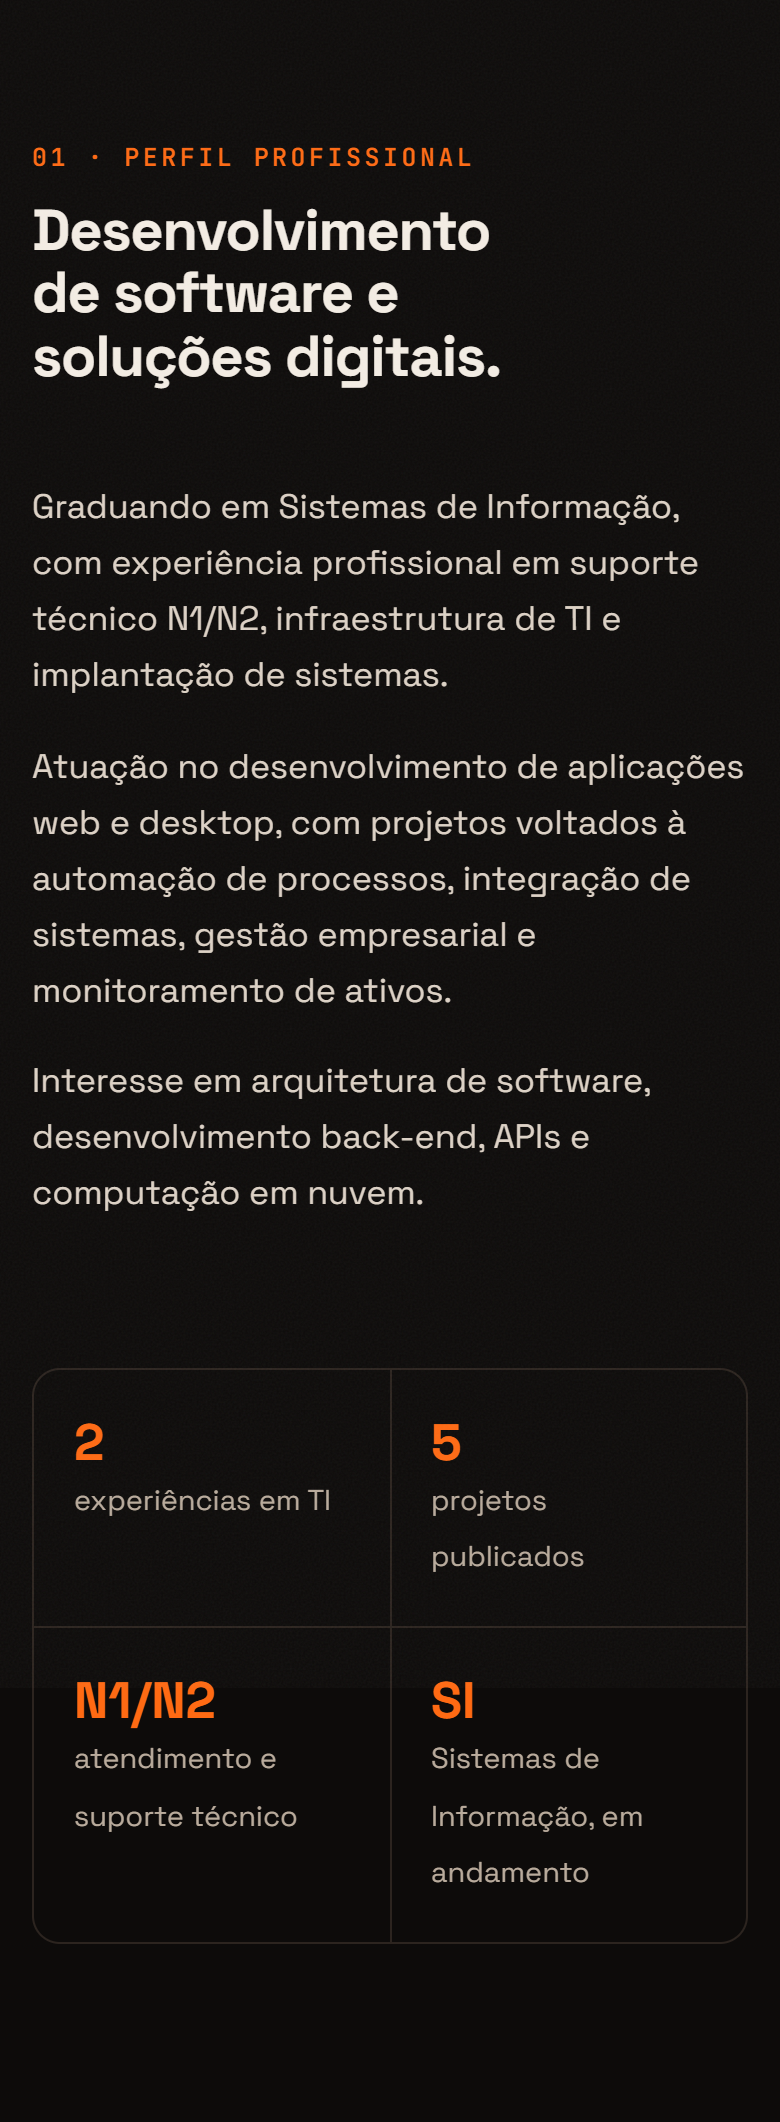 01 · PERFIL PROFISSIONAL
Desenvolvimento
de software e
soluções digitais.
Graduando em Sistemas de Informação,
com experiência profissional em suporte
técnico N1/N2, infraestrutura de TI e
implantação de sistemas.
Atuação no desenvolvimento de aplicações
web e desktop, com projetos voltados à
automação de processos, integração de
sistemas, gestão empresarial e
monitoramento de ativos.
Interesse em arquitetura de software,
desenvolvimento back-end, APIs e
computação em nuvem.
2
experiências em TI
5
projetos
publicados
N1/N2
atendimento e
suporte técnico
SI
Sistemas de
Informação, em
andamento